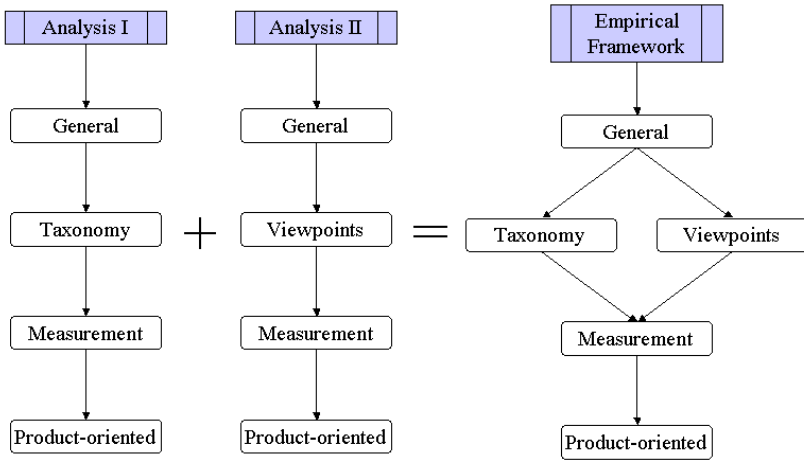 Analysis I
General
Taxonomy
Measurement
Product-oriented
+
Analysis II
General
Viewpoints
Measurement
Product-oriented
=
Empirical
Framework
General
Taxonomy
Viewpoints
Measurement
Product-oriented